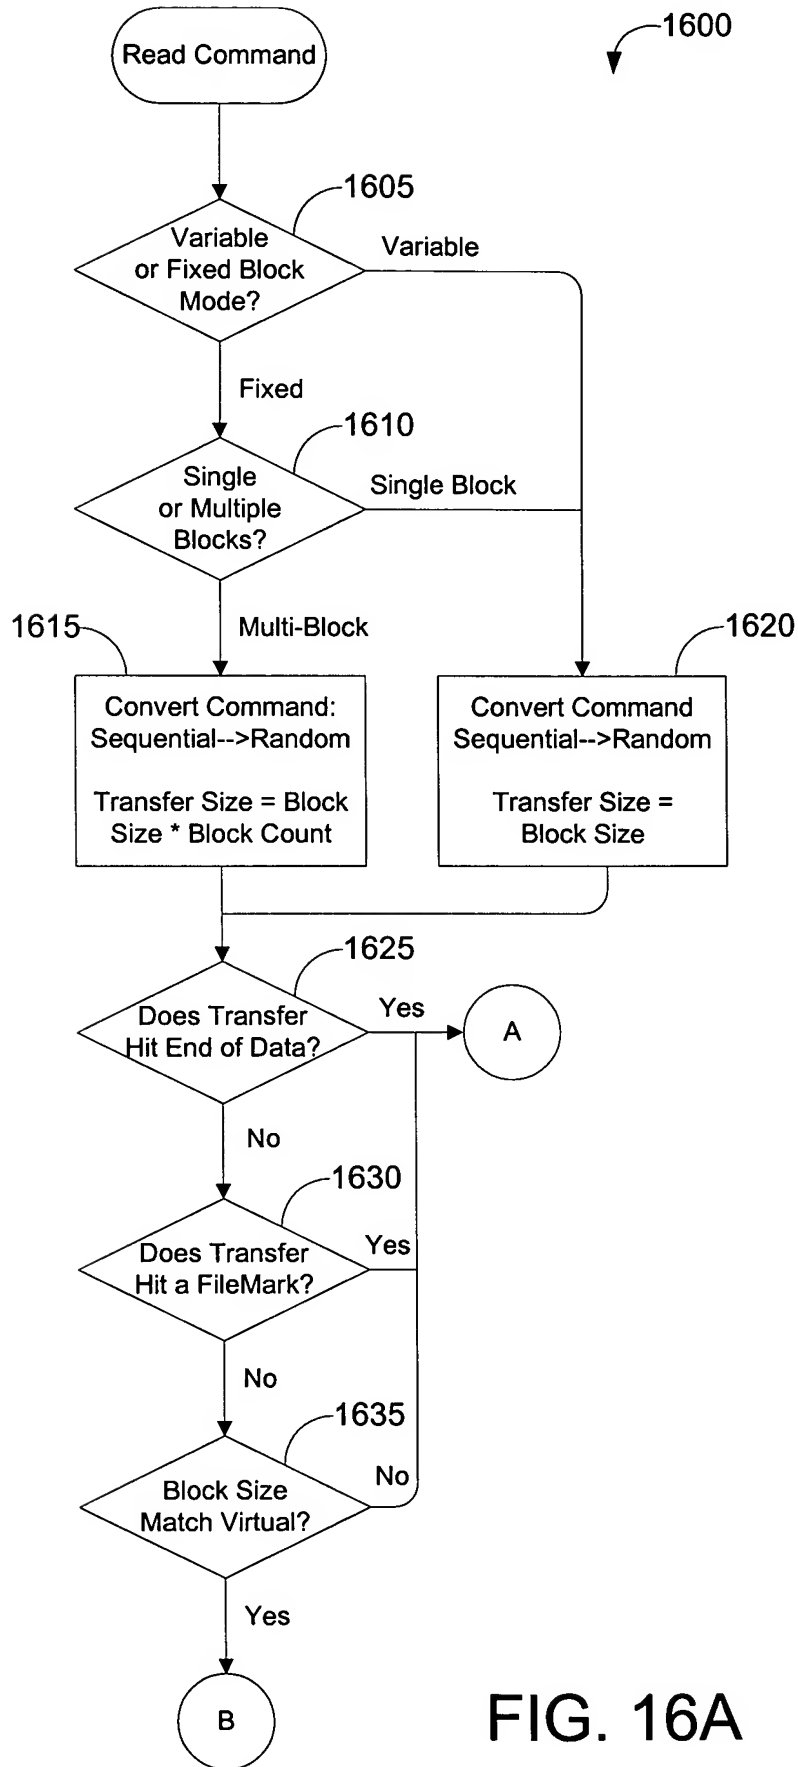 1600
Read Command
1605
Variable
or Fixed Block
Mode?
Variable
Fixed
1610
Single
or Multiple
Blocks?
Single Block
1615
Multi-Block
1620
Convert Command:
Sequential-->Random
Transfer Size = Block
Size * Block Count
Convert Command
Sequential-->Random
Transfer Size =
Block Size
1625
Does Transfer
Hit End of Data?
Yes
A
No
1630
Does Transfer
Hit a FileMark?
Yes
No
1635
Block Size
Match Virtual?
No
Yes
B
FIG. 16A